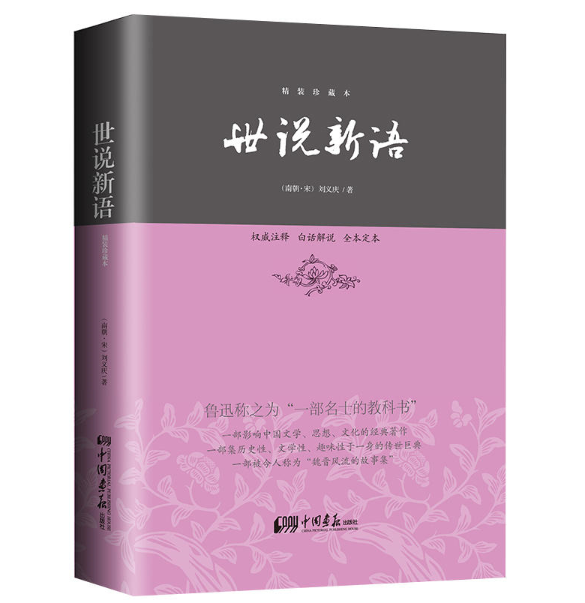 精装珍藏本
世说新语
（南朝·宋）刘义庆/著
权威注释 白话解说 全本定本
鲁迅称之为“一部名士的教科书”
一部影响中国文学、思想、文化的经典著作
一部集历史性、文学性、趣味性于一身的传世巨典
一部被今人称为“魏晋风流的故事集”
中国画报出版社
世说新语
精装珍藏本
（南朝·宋）刘义庆/著
中国画报
出版社